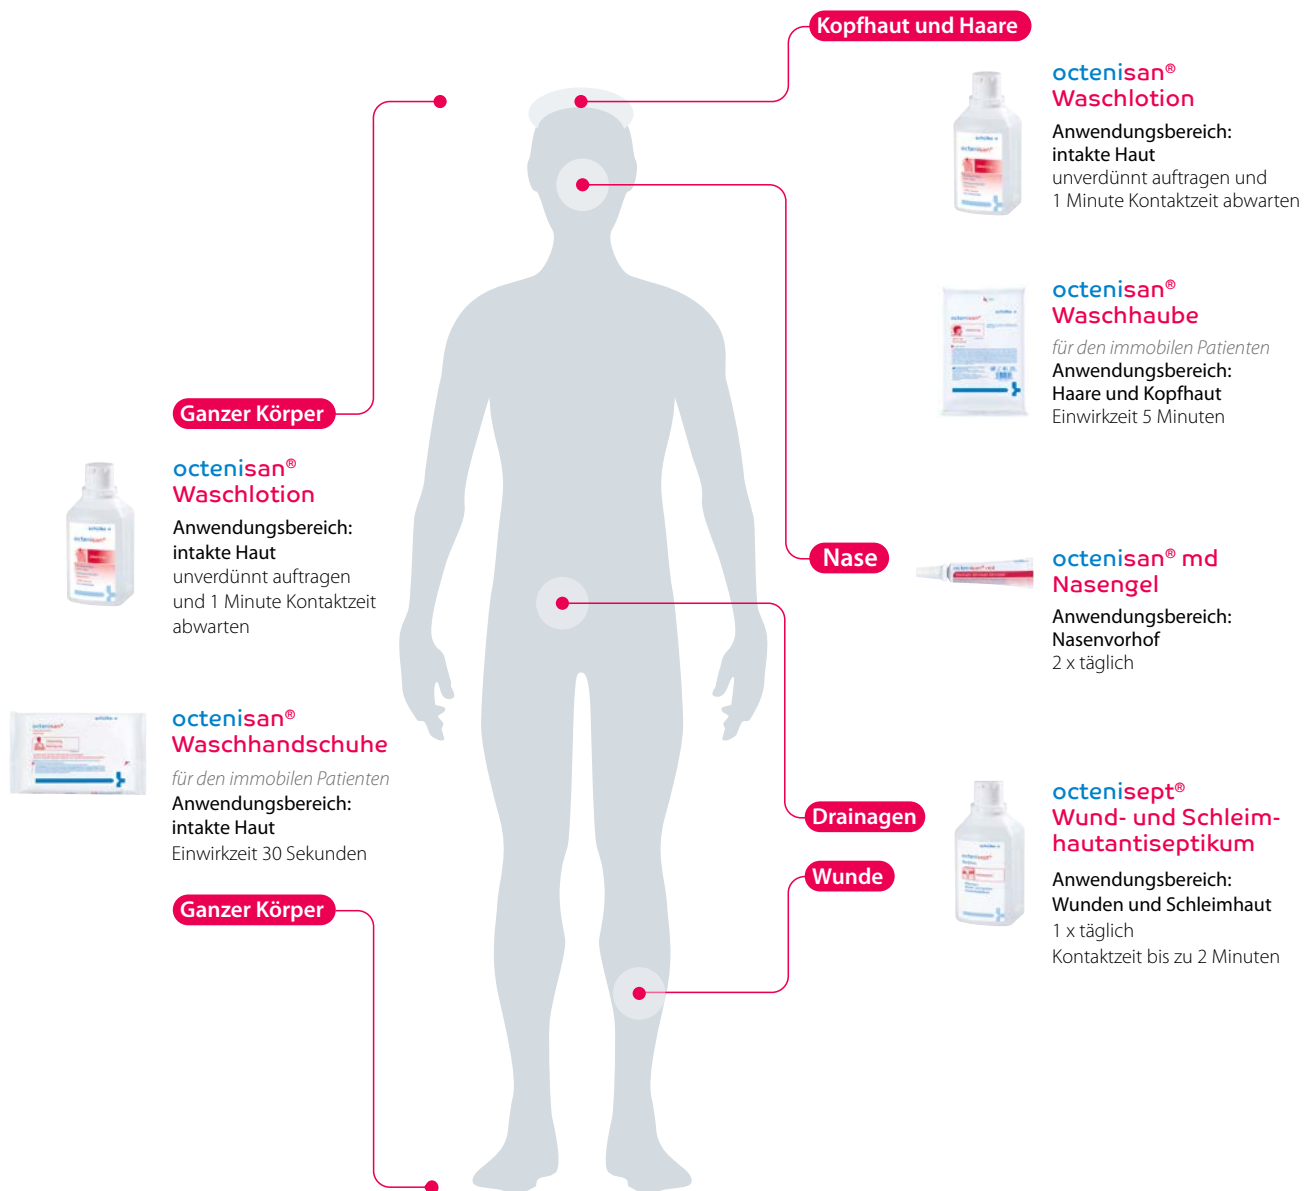 Kopfhaut und Haare
octenisan®
Waschlotion
Anwendungsbereich:
intakte Haut
unverdünnt auftragen und
1 Minute Kontaktzeit abwarten
octenisan®
Waschhaube
für den immobilen Patienten
Anwendungsbereich:
Haare und Kopfhaut
Einwirkzeit 5 Minuten
Ganzer Körper
octenisan®
Waschlotion
Anwendungsbereich:
intakte Haut
unverdünnt auftragen
und 1 Minute Kontaktzeit
abwarten
Nase
octenisan® md
Nasengel
Anwendungsbereich:
Nasenvorhof
2 x täglich
octenisan®
Waschhandschuhe
für den immobilen Patienten
Anwendungsbereich:
intakte Haut
Einwirkzeit 30 Sekunden
Ganzer Körper
Drainagen
Wunde
octenisept®
Wund- und Schleim-
hautantiseptikum
Anwendungsbereich:
Wunden und Schleimhaut
1 x täglich
Kontaktzeit bis zu 2 Minuten